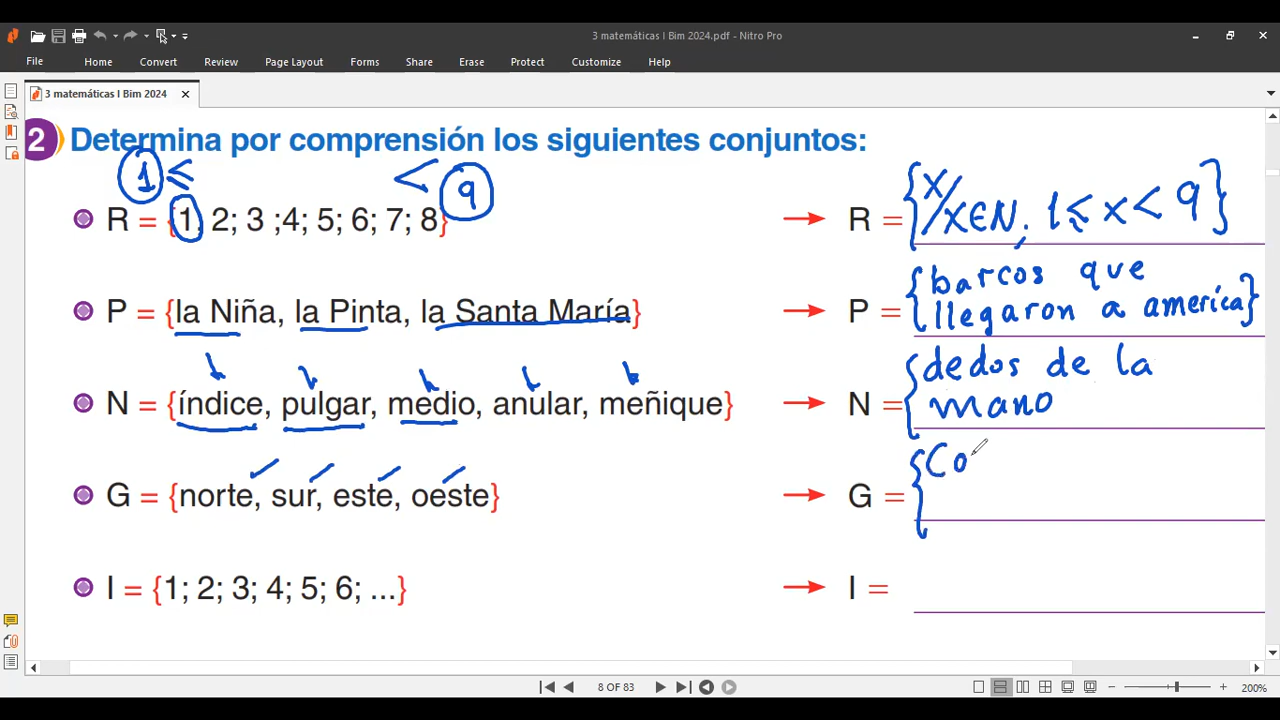 3 matemáticas I Bim 2024.pdf - Nitro Pro
File Home Convert Review Page Layout Forms Share Erase Protect Customize Help
3 matemáticas I Bim 2024
2 Determina por comprensión los siguientes conjuntos:
1 ≤ < 9
R = {1, 2; 3 ;4; 5; 6; 7; 8} → R = {x/x∈N; 1≤x<9}
P = {la Niña, la Pinta, la Santa María} → P = {barcos que
llegaron a america}
N = {índice, pulgar, medio, anular, meñique} → N = {dedos de la
mano
G = {norte, sur, este, oeste} → G = {Co
I = {1; 2; 3; 4; 5; 6; ...} → I =
8 OF 83
200%